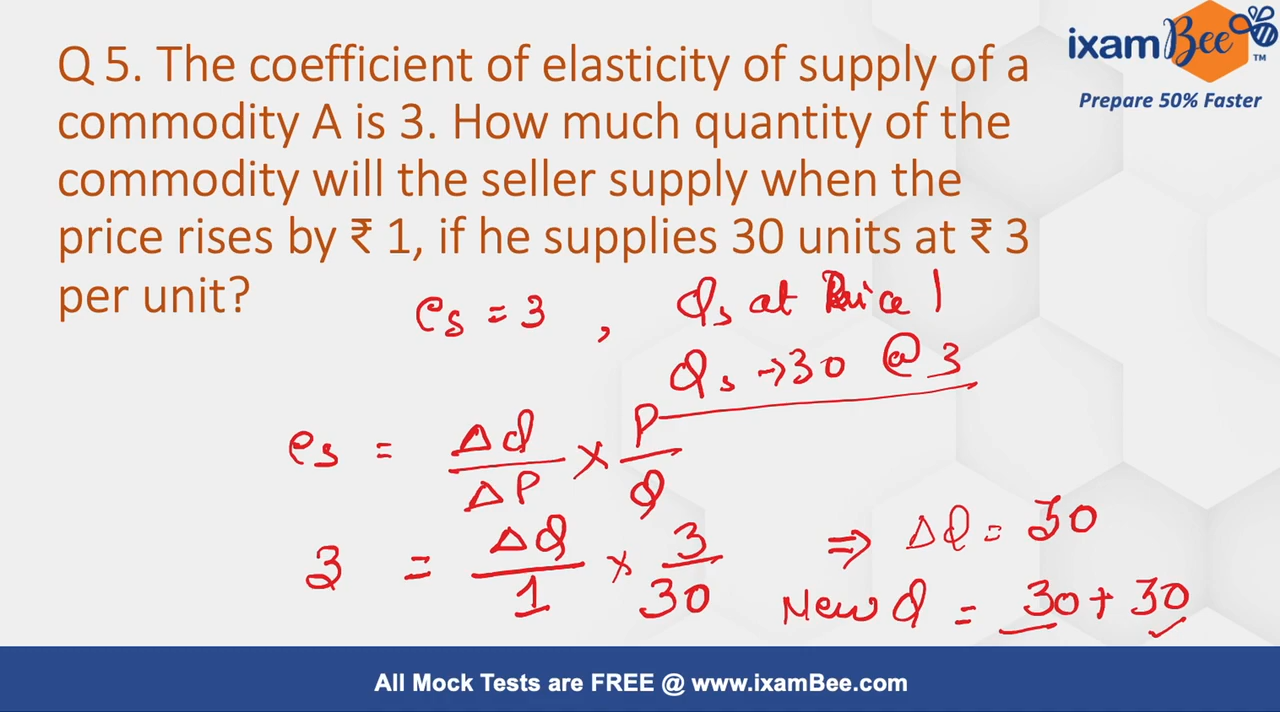 ixamBee™
Prepare 50% Faster
Q 5. The coefficient of elasticity of supply of a
commodity A is 3. How much quantity of the
commodity will the seller supply when the
price rises by ₹ 1, if he supplies 30 units at ₹ 3
per unit?
es = 3 , Qs at Price 1
Qs → 30 @ 3
es = ΔQ/ΔP × P/Q
3 = ΔQ/1 × 3/30 ⇒ ΔQ = 30
New Q = 30 + 30
All Mock Tests are FREE @ www.ixamBee.com